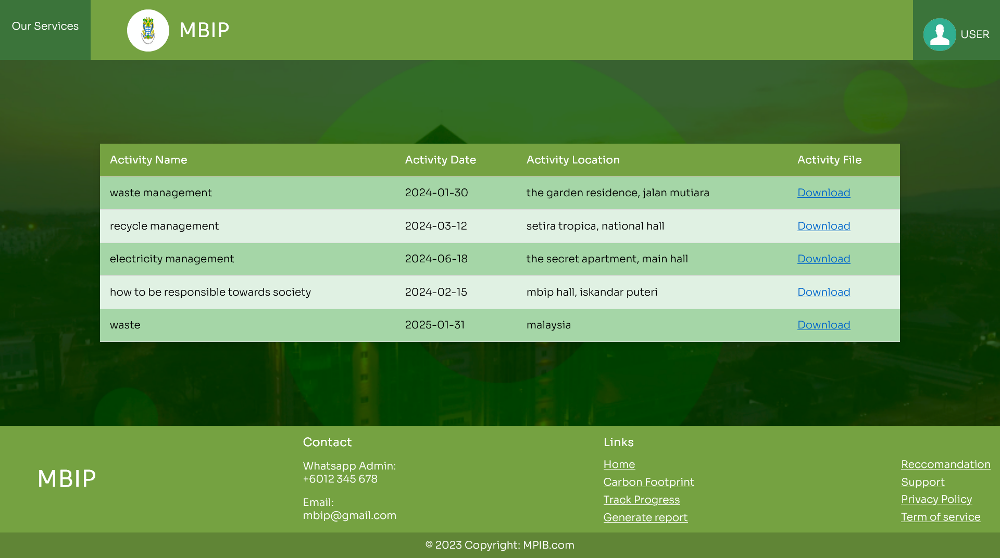 Our Services
MBIP
USER
Activity Name Activity Date Activity Location Activity File
waste management 2024-01-30 the garden residence, jalan mutiara Download
recycle management 2024-03-12 setira tropica, national hall Download
electricity management 2024-06-18 the secret apartment, main hall Download
how to be responsible towards society 2024-02-15 mbip hall, iskandar puteri Download
waste 2025-01-31 malaysia Download
MBIP
Contact
Whatsapp Admin:
+6012 345 678
Email:
mbip@gmail.com
Links
Home
Carbon Footprint
Track Progress
Generate report
Reccomandation
Support
Privacy Policy
Term of service
© 2023 Copyright: MPIB.com